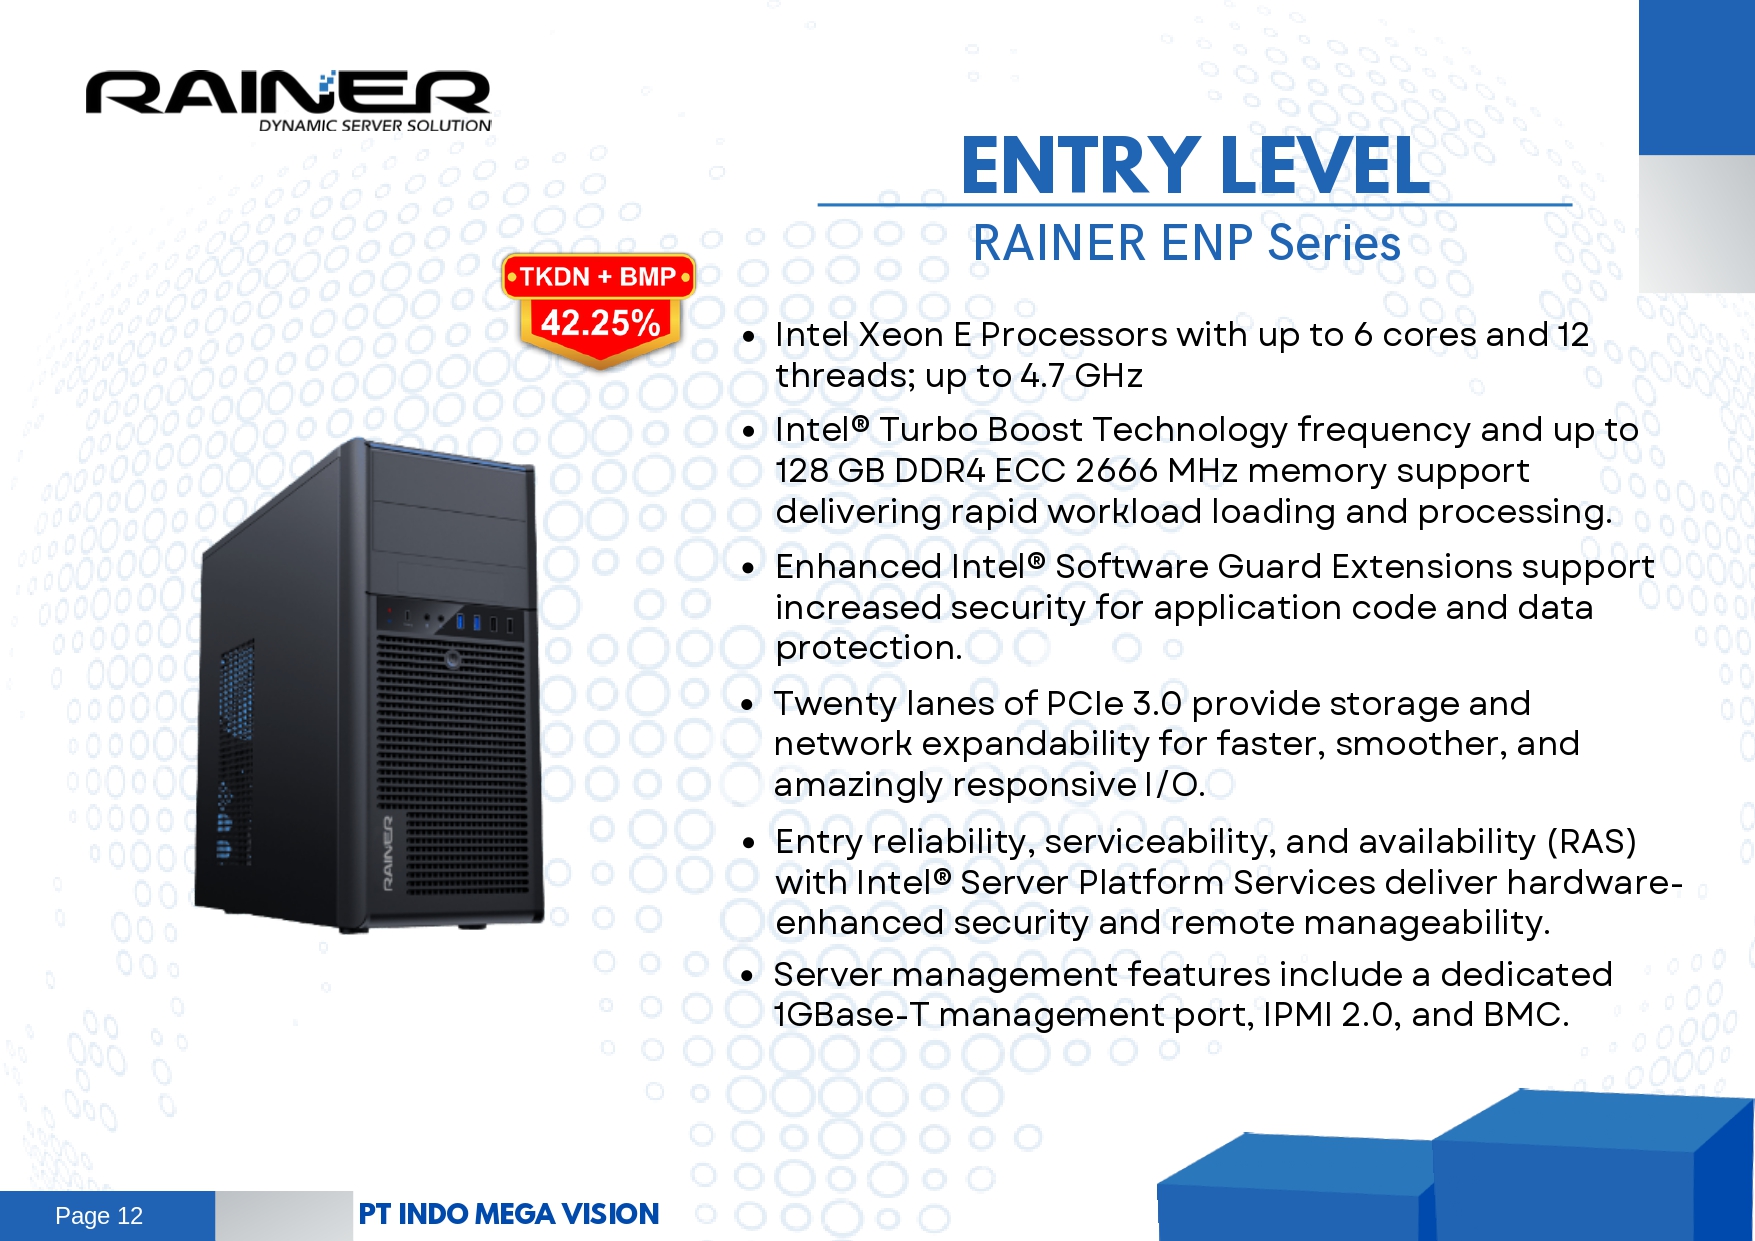 RAINER
DYNAMIC SERVER SOLUTION
ENTRY LEVEL
RAINER ENP Series
TKDN + BMP
42.25%
• Intel Xeon E Processors with up to 6 cores and 12
threads; up to 4.7 GHz
• Intel® Turbo Boost Technology frequency and up to
128 GB DDR4 ECC 2666 MHz memory support
delivering rapid workload loading and processing.
• Enhanced Intel® Software Guard Extensions support
increased security for application code and data
protection.
• Twenty lanes of PCIe 3.0 provide storage and
network expandability for faster, smoother, and
amazingly responsive I/O.
• Entry reliability, serviceability, and availability (RAS)
with Intel® Server Platform Services deliver hardware-
enhanced security and remote manageability.
• Server management features include a dedicated
1GBase-T management port, IPMI 2.0, and BMC.
RAINER
Page 12
PT INDO MEGA VISION